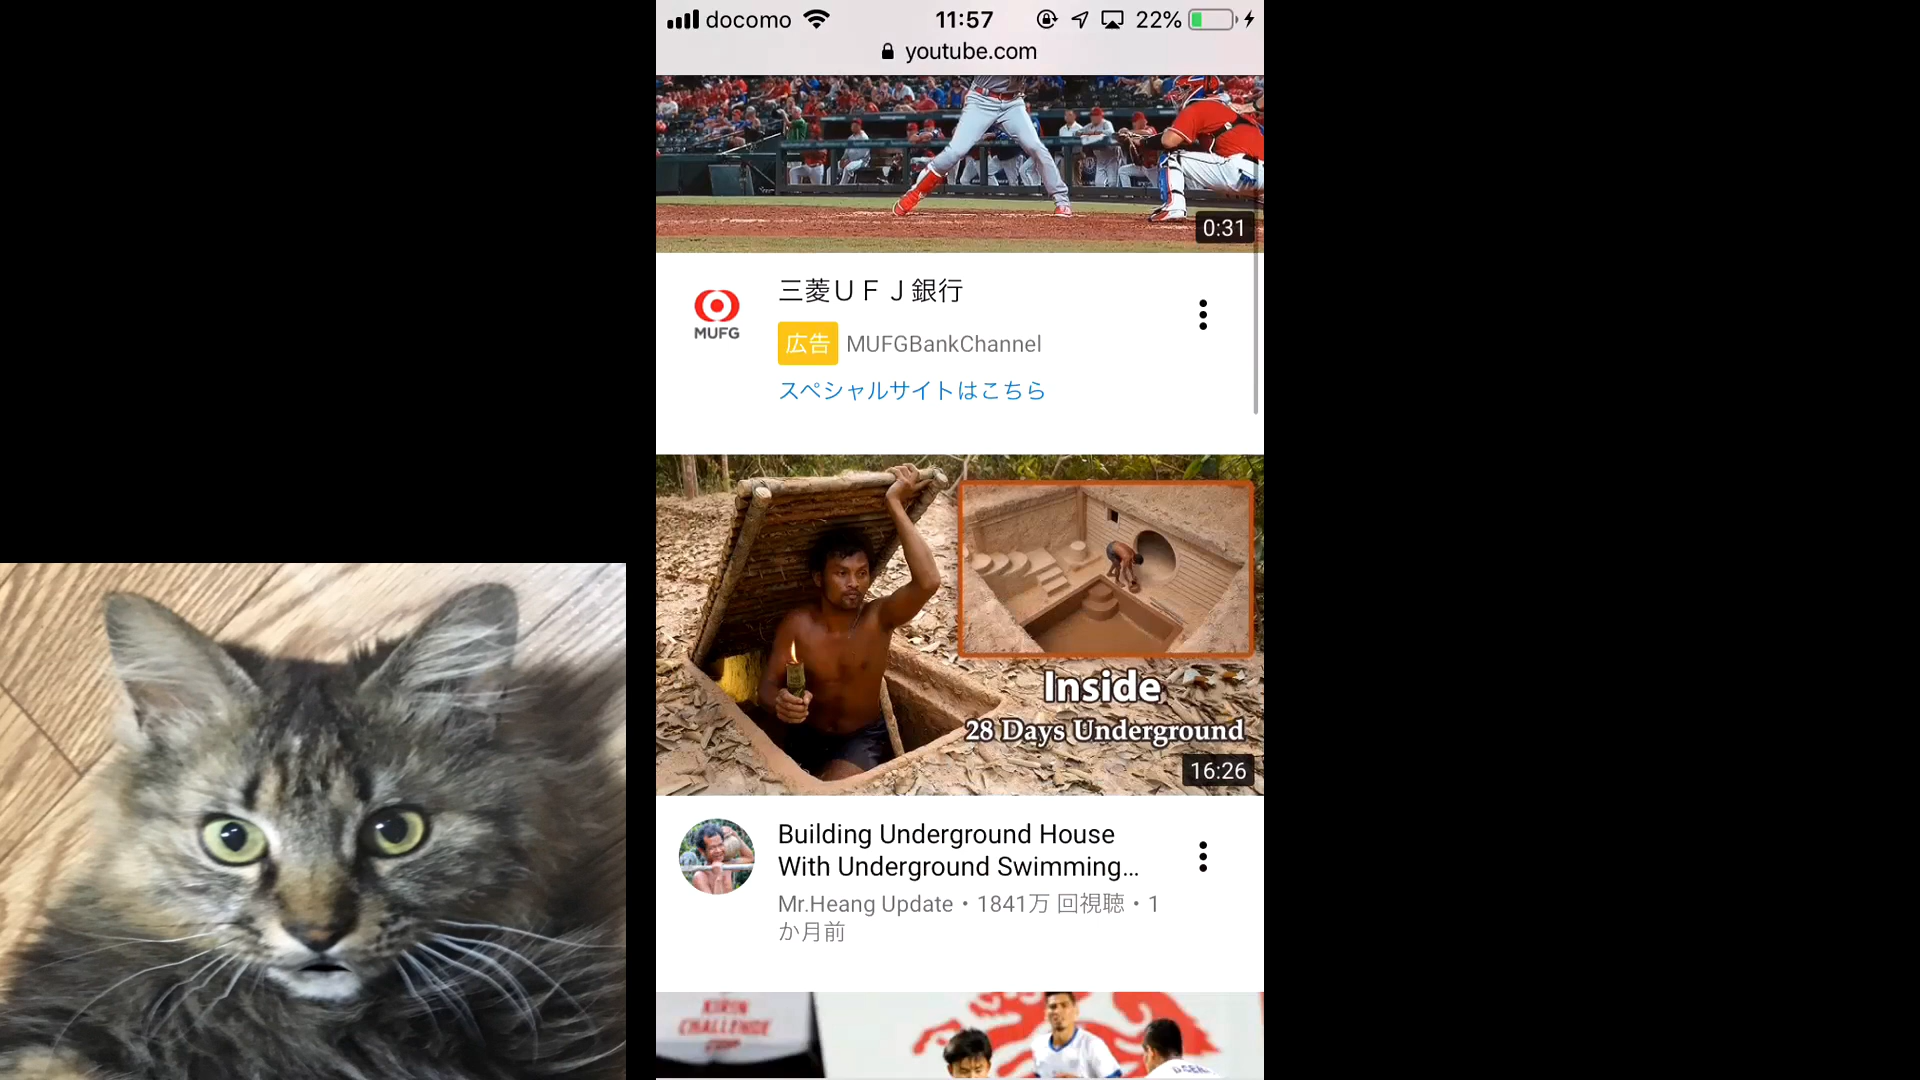 docomo 11:57 22%
youtube.com
0:31
三菱ＵＦＪ銀行
MUFG
広告 MUFGBankChannel
スペシャルサイトはこちら
Inside
28 Days Underground
16:26
Building Underground House
With Underground Swimming...
Mr.Heang Update・1841万 回視聴・1
か月前
KIRIN
CHALLENGE
CUP